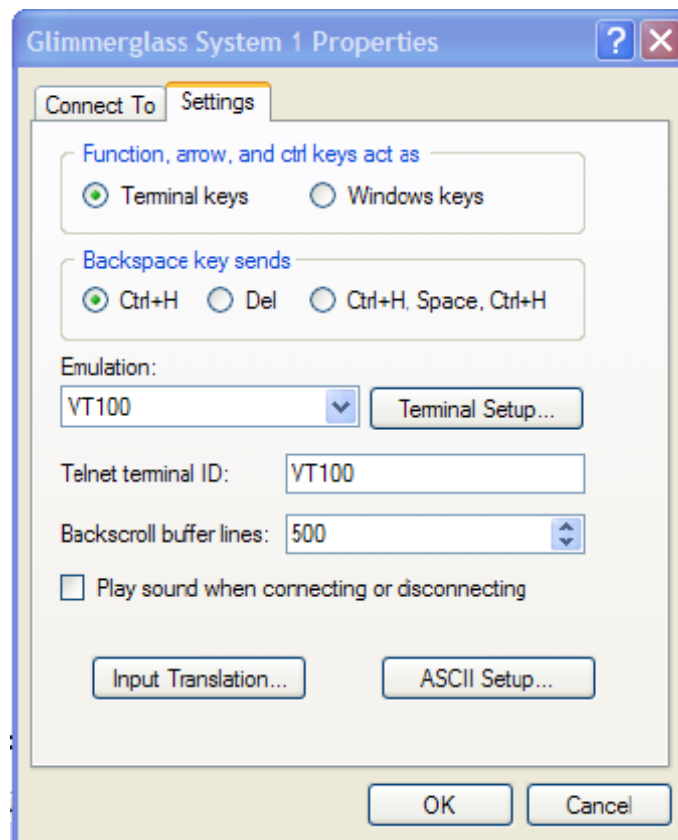 Glimmerglass System 1 Properties
Connect To Settings
Function, arrow, and ctrl keys act as
Terminal keys Windows keys
Backspace key sends
Ctrl+H Del Ctrl+H, Space, Ctrl+H
Emulation:
VT100 Terminal Setup...
Telnet terminal ID: VT100
Backscroll buffer lines: 500
Play sound when connecting or disconnecting
Input Translation... ASCII Setup...
OK Cancel